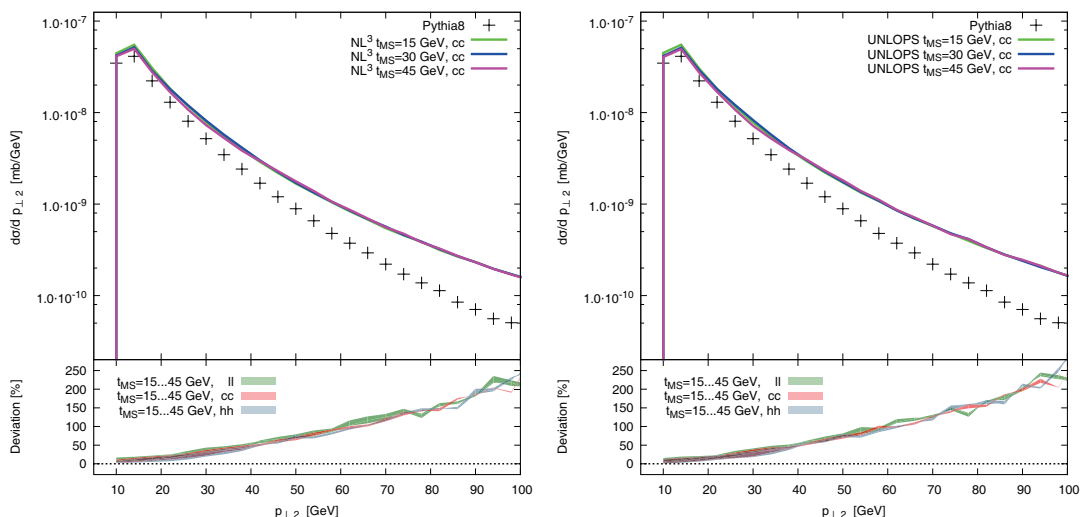 1.0·10⁻⁷
1.0·10⁻⁸
1.0·10⁻⁹
1.0·10⁻¹⁰
dσ/d p⊥2 [mb/GeV]
Pythia8
NL³ tMS=15 GeV, cc
NL³ tMS=30 GeV, cc
NL³ tMS=45 GeV, cc
0
50
100
150
200
250
Deviation [%]
tMS=15...45 GeV, ll
tMS=15...45 GeV, cc
tMS=15...45 GeV, hh
10 20 30 40 50 60 70 80 90 100
p⊥2 [GeV]
1.0·10⁻⁷
1.0·10⁻⁸
1.0·10⁻⁹
1.0·10⁻¹⁰
dσ/d p⊥2 [mb/GeV]
Pythia8
UNLOPS tMS=15 GeV, cc
UNLOPS tMS=30 GeV, cc
UNLOPS tMS=45 GeV, cc
0
50
100
150
200
250
Deviation [%]
tMS=15...45 GeV, ll
tMS=15...45 GeV, cc
tMS=15...45 GeV, hh
10 20 30 40 50 60 70 80 90 100
p⊥2 [GeV]